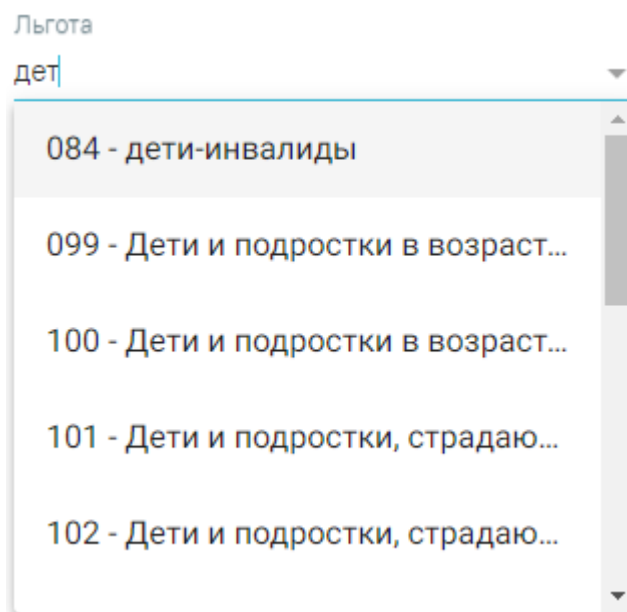 Льгота
дет
084 - дети-инвалиды
099 - Дети и подростки в возраст...
100 - Дети и подростки в возраст...
101 - Дети и подростки, страдаю...
102 - Дети и подростки, страдаю...